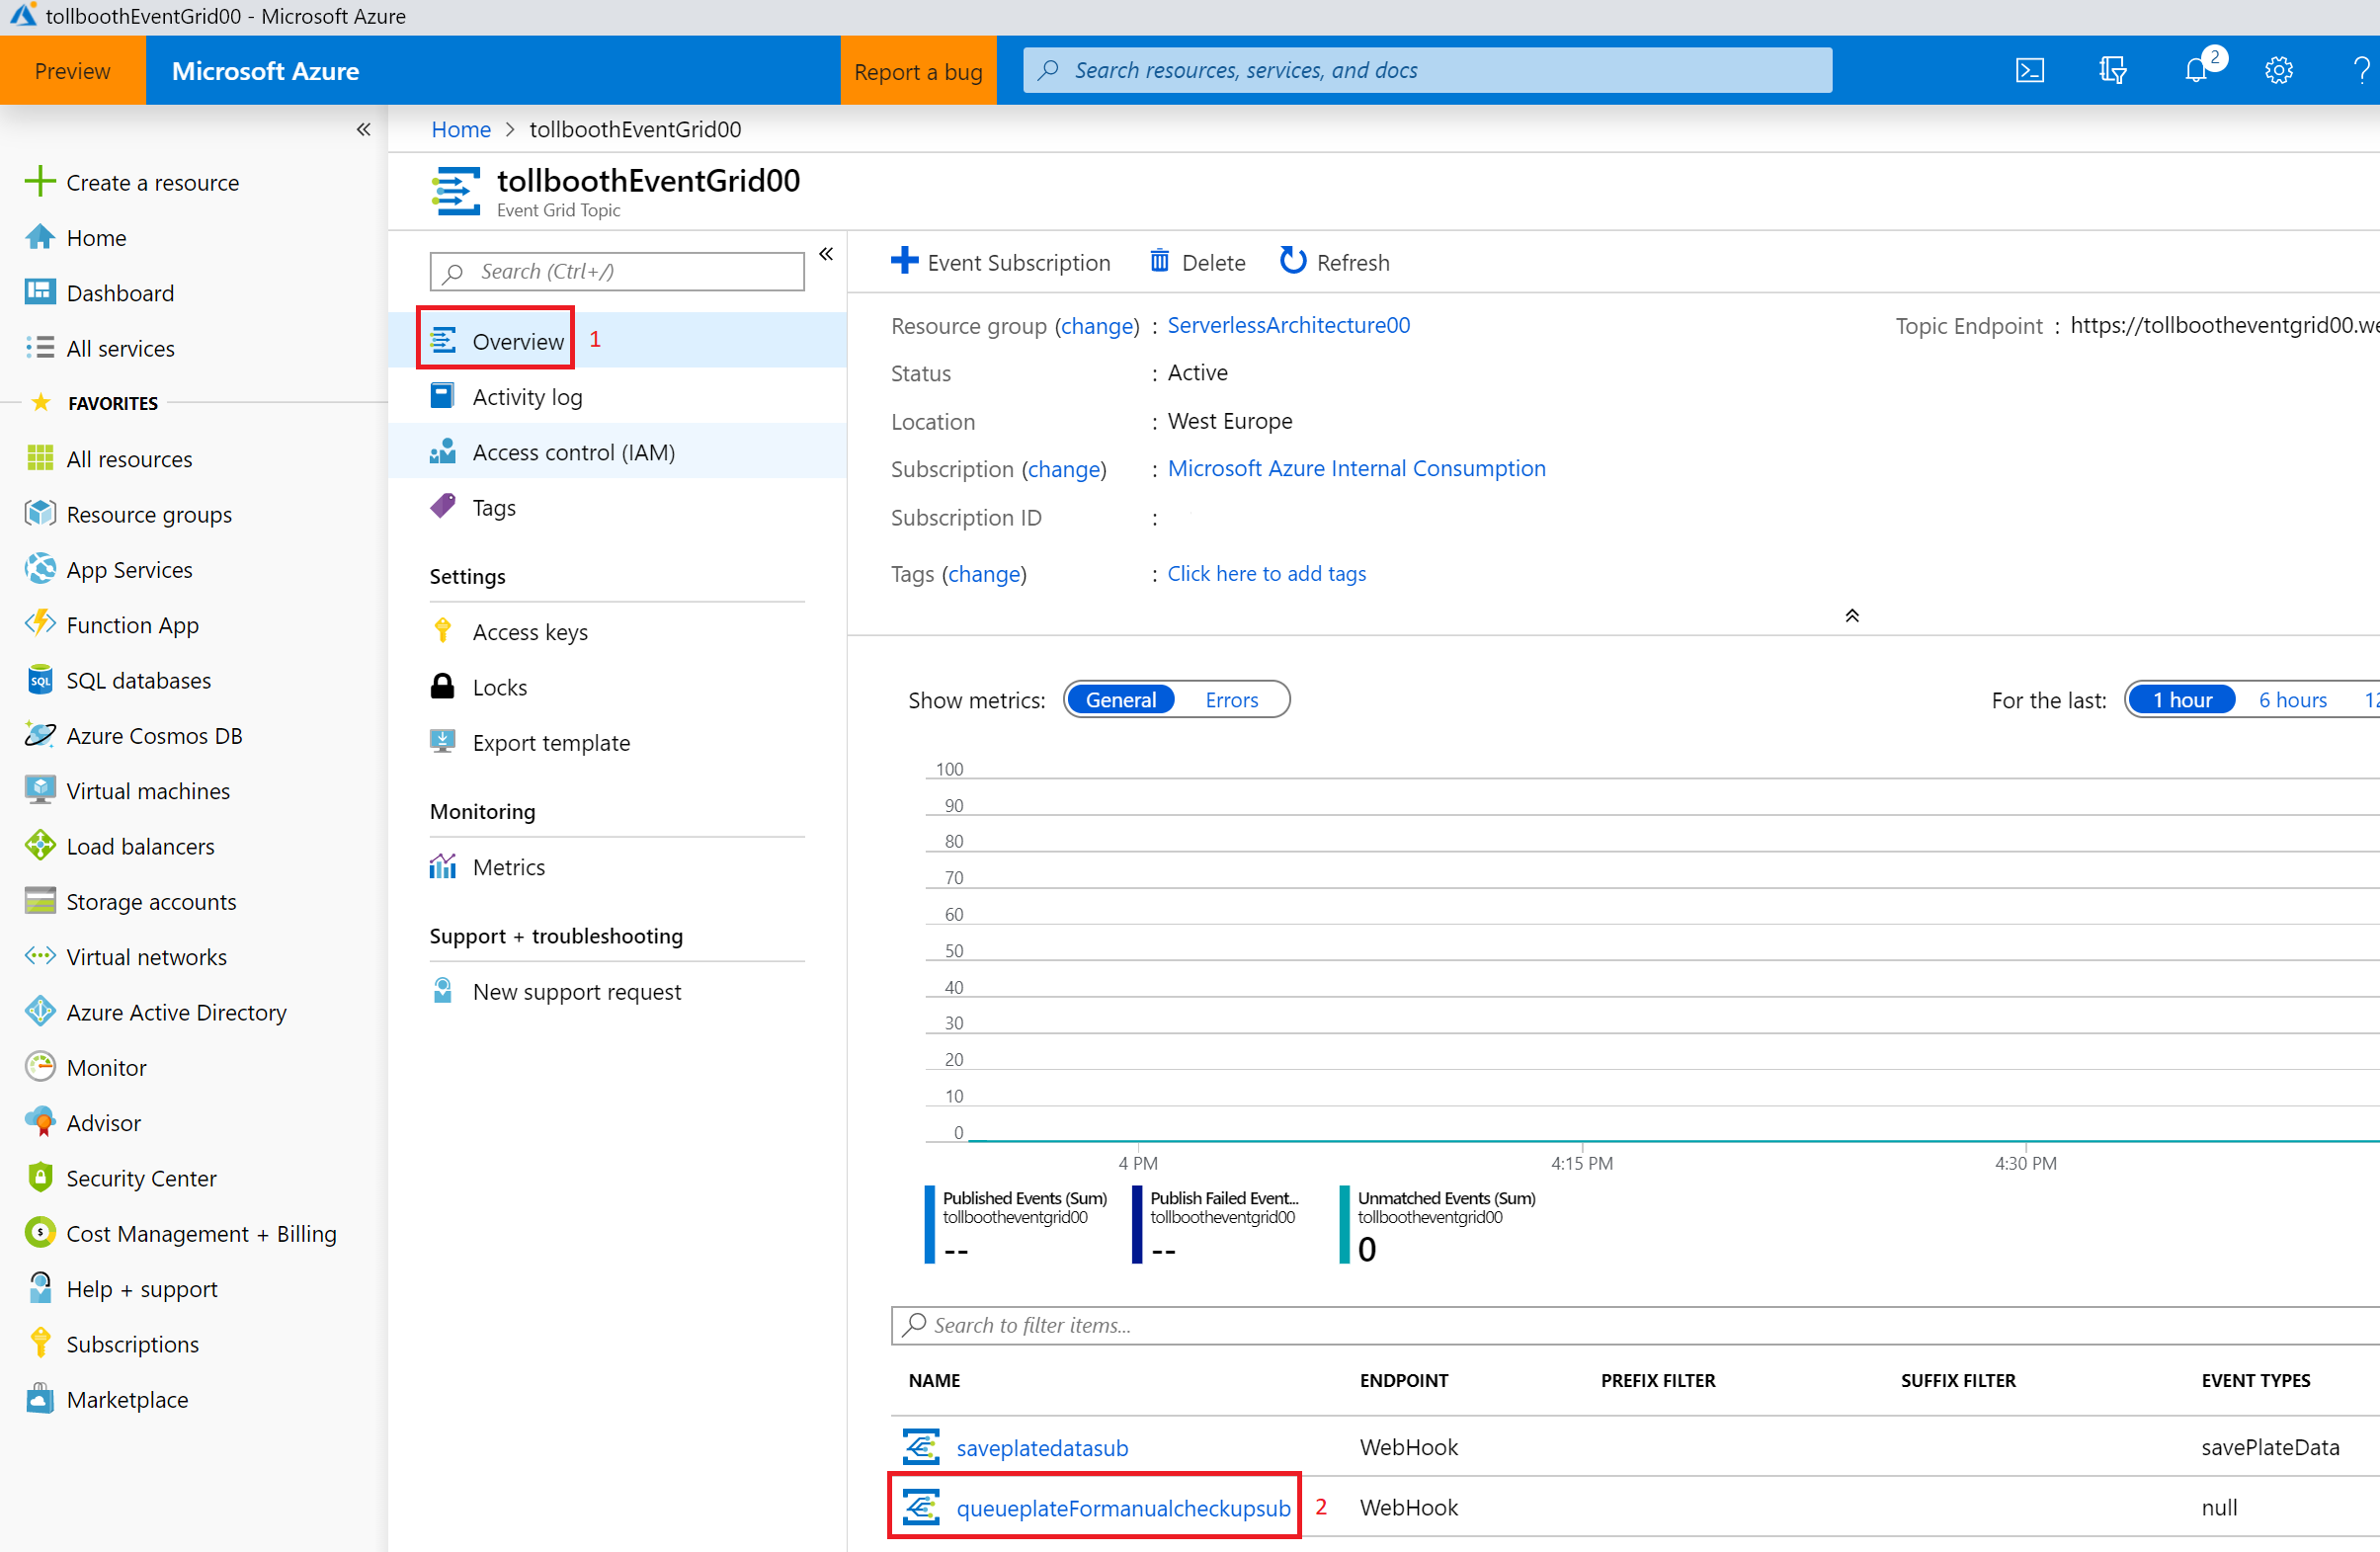 tollboothEventGrid00 - Microsoft Azure
Preview
Microsoft Azure
Report a bug
Search resources, services, and docs
2
?
«
Create a resource
Home
Dashboard
All services
FAVORITES
All resources
Resource groups
App Services
Function App
SQL
SQL databases
Azure Cosmos DB
Virtual machines
Load balancers
Storage accounts
Virtual networks
Azure Active Directory
Monitor
Advisor
Security Center
Cost Management + Billing
Help + support
Subscriptions
Marketplace
Home > tollboothEventGrid00
tollboothEventGrid00
Event Grid Topic
Search (Ctrl+/)
«
Overview 1
Activity log
Access control (IAM)
Tags
Settings
Access keys
Locks
Export template
Monitoring
Metrics
Support + troubleshooting
New support request
Event Subscription Delete Refresh
Resource group (change) : ServerlessArchitecture00
Status : Active
Location : West Europe
Subscription (change) : Microsoft Azure Internal Consumption
Subscription ID :
Tags (change) : Click here to add tags
Topic Endpoint : https://tollbootheventgrid00.we
Show metrics: General Errors
For the last: 1 hour 6 hours 12
100
90
80
70
60
50
40
30
20
10
0
4 PM 4:15 PM 4:30 PM
Published Events (Sum)
tollbootheventgrid00
--
Publish Failed Event...
tollbootheventgrid00
--
Unmatched Events (Sum)
tollbootheventgrid00
0
Search to filter items...
NAME ENDPOINT PREFIX FILTER SUFFIX FILTER EVENT TYPES
saveplatedatasub WebHook savePlateData
queueplateFormanualcheckupsub 2 WebHook null